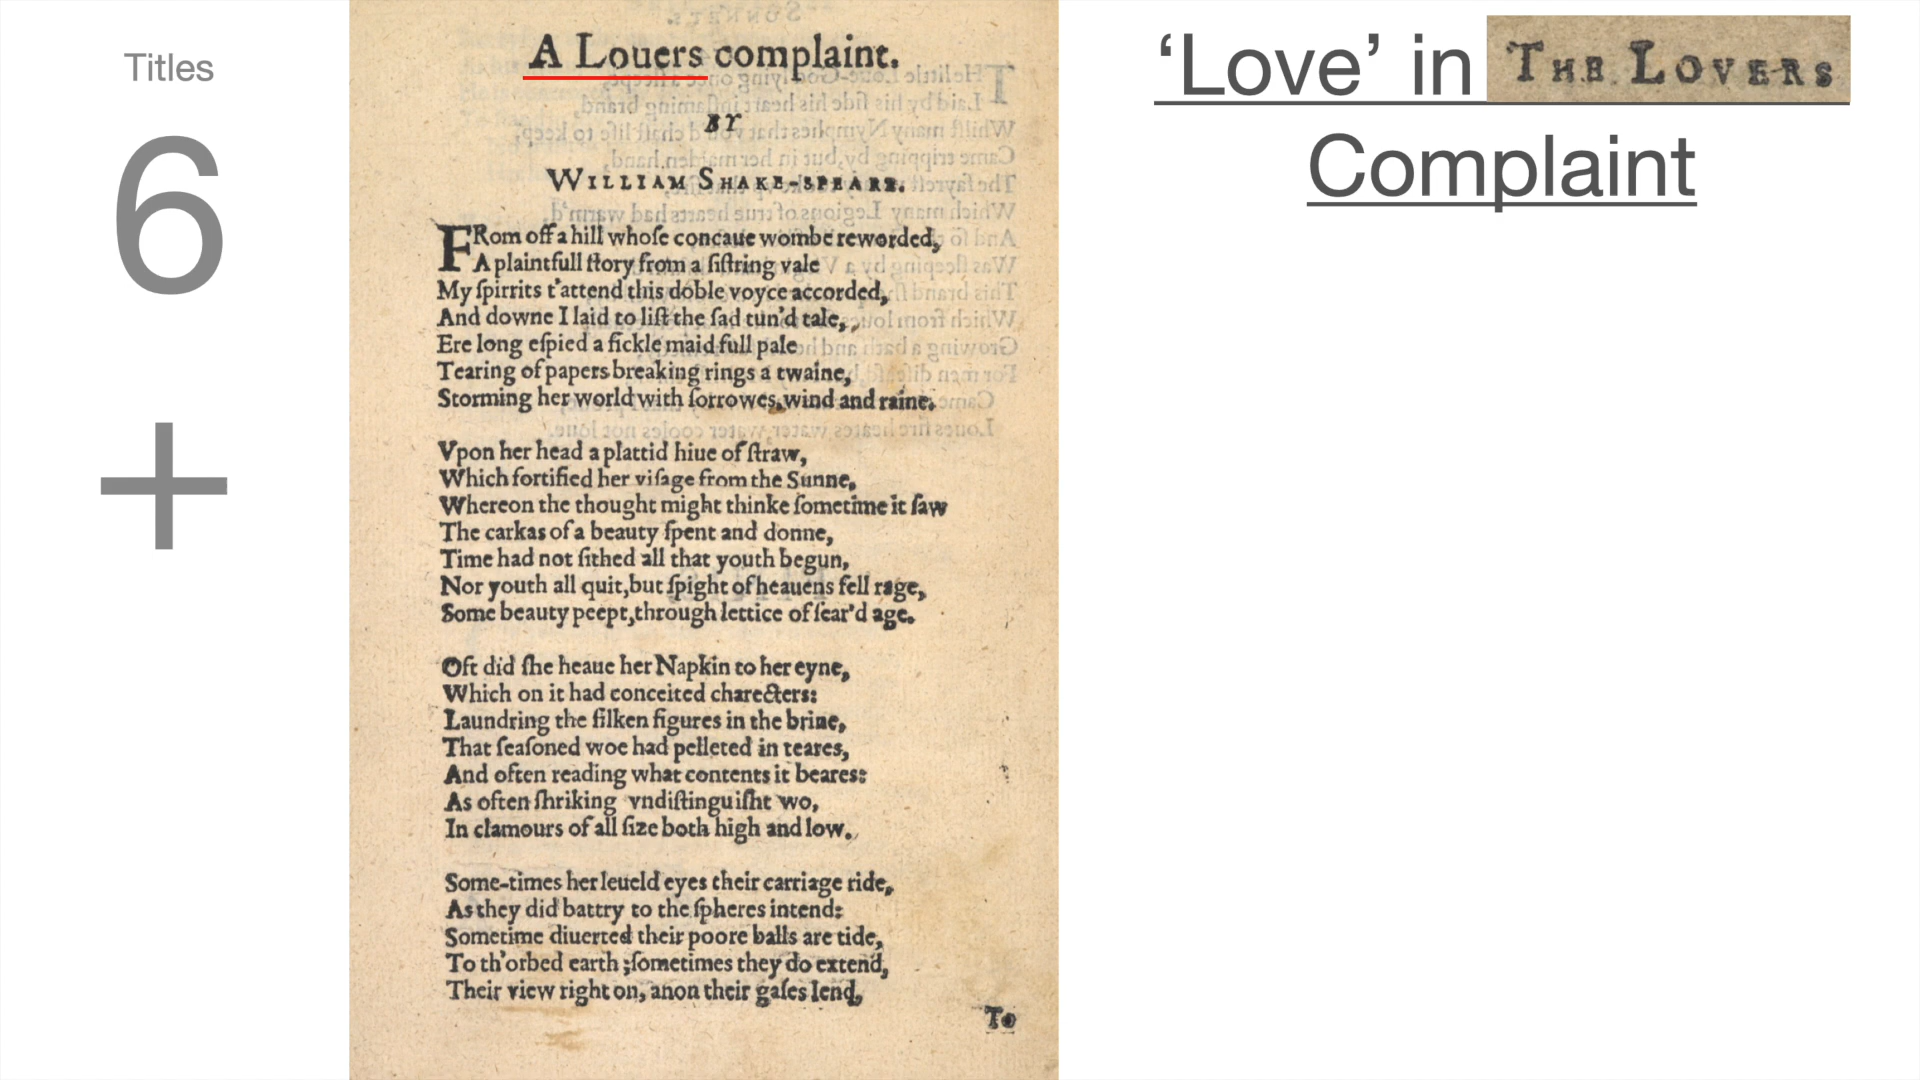 Titles
6
+
A Louers complaint.
BY
WILLIAM SHAKE-SPEARE.
FRom off a hill whoſe concaue wombe reworded,
A plaintfull ſtory from a ſiſtring vale
My ſpirrits t'attend this doble voyce accorded,
And downe I laid to liſt the ſad tun'd tale,
Ere long eſpied a fickle maid full pale
Tearing of papers breaking rings a twaine,
Storming her world with ſorrowes, wind and raine.
Vpon her head a plattid hiue of ſtraw,
Which fortified her viſage from the Sunne,
Whereon the thought might thinke ſometime it ſaw
The carkas of a beauty ſpent and donne,
Time had not ſithed all that youth begun,
Nor youth all quit, but ſpight of heauens fell rage,
Some beauty peept, through lettice of ſear'd age.
Oft did ſhe heaue her Napkin to her eyne,
Which on it had conceited charecters:
Laundring the ſilken figures in the brine,
That ſeaſoned woe had pelleted in teares,
And often reading what contents it beares:
As often ſhriking vndiſtinguiſht wo,
In clamours of all ſize both high and low.
Some-times her leueld eyes their carriage ride,
As they did battry to the ſpheres intend:
Sometime diuerted their poore balls are tide,
To th'orbed earth ; ſometimes they do extend,
Their view right on, anon their gaſes lend,
To
‘Love’ in THE LOVERS
Complaint